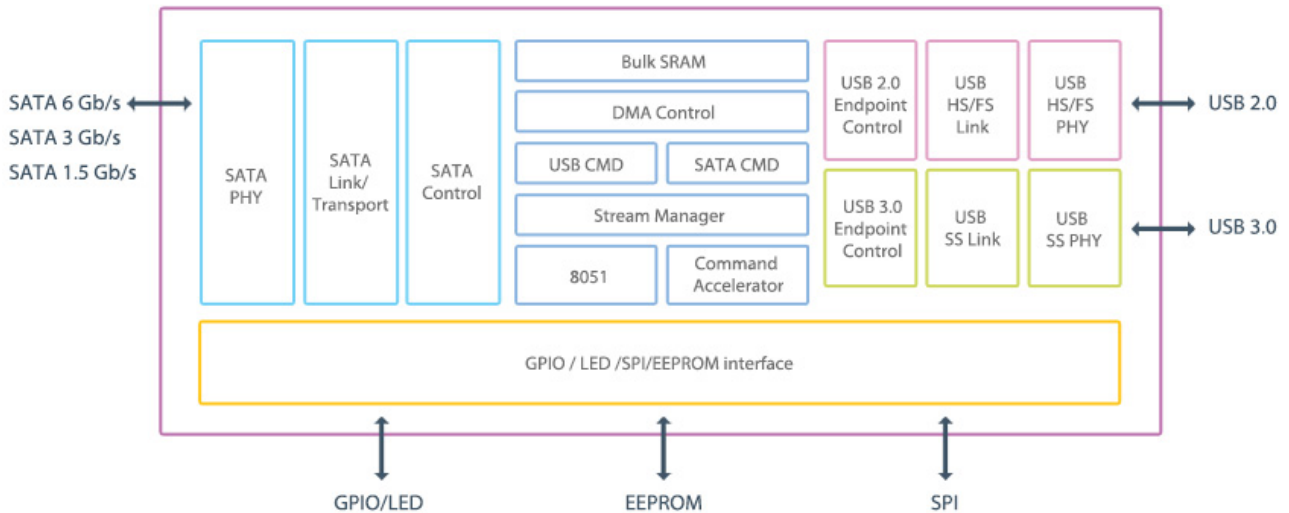 SATA 6 Gb/s
SATA 3 Gb/s
SATA 1.5 Gb/s
SATA
PHY
SATA
Link/
Transport
SATA
Control
Bulk SRAM
DMA Control
USB CMD
SATA CMD
Stream Manager
8051
Command
Accelerator
USB 2.0
Endpoint
Control
USB
HS/FS
Link
USB
HS/FS
PHY
USB 3.0
Endpoint
Control
USB
SS Link
USB
SS PHY
USB 2.0
USB 3.0
GPIO / LED /SPI/EEPROM interface
GPIO/LED
EEPROM
SPI